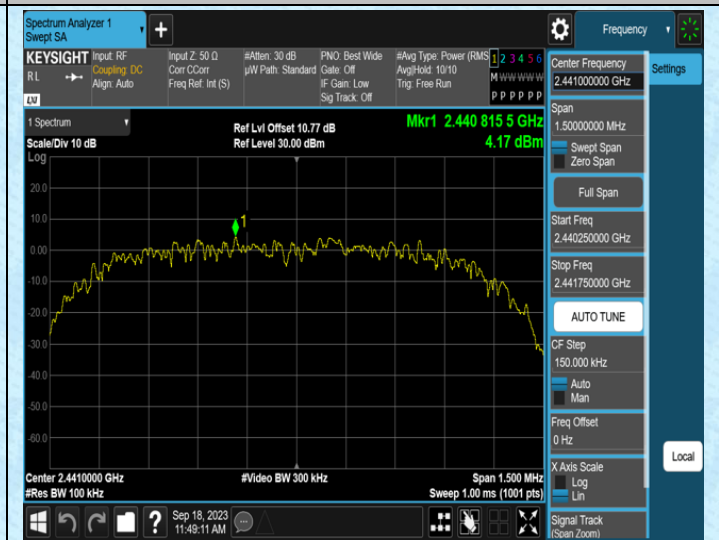 Spectrum Analyzer 1
Swept SA
+
Frequency
KEYSIGHT
RL
LXI
Input: RF
Coupling: DC
Align: Auto
Input Z: 50 Ω
Corr CCorr
Freq Ref: Int (S)
#Atten: 30 dB
µW Path: Standard
PNO: Best Wide
Gate: Off
IF Gain: Low
Sig Track: Off
#Avg Type: Power (RMS
Avg|Hold: 10/10
Trig: Free Run
1 2 3 4 5 6
M W W W W W
P P P P P P
1 Spectrum
Scale/Div 10 dB
Log
Ref Lvl Offset 10.77 dB
Ref Level 30.00 dBm
Mkr1 2.440 815 5 GHz
4.17 dBm
20.0
10.0
0.00
-10.0
-20.0
-30.0
-40.0
-50.0
-60.0
1
Center 2.4410000 GHz
#Res BW 100 kHz
#Video BW 300 kHz
Span 1.500 MHz
Sweep 1.00 ms (1001 pts)
Center Frequency
2.441000000 GHz
Span
1.50000000 MHz
Swept Span
Zero Span
Full Span
Start Freq
2.440250000 GHz
Stop Freq
2.441750000 GHz
AUTO TUNE
CF Step
150.000 kHz
Auto
Man
Freq Offset
0 Hz
X Axis Scale
Log
Lin
Signal Track
(Span Zoom)
Settings
Local
?
Sep 18, 2023
11:49:11 AM